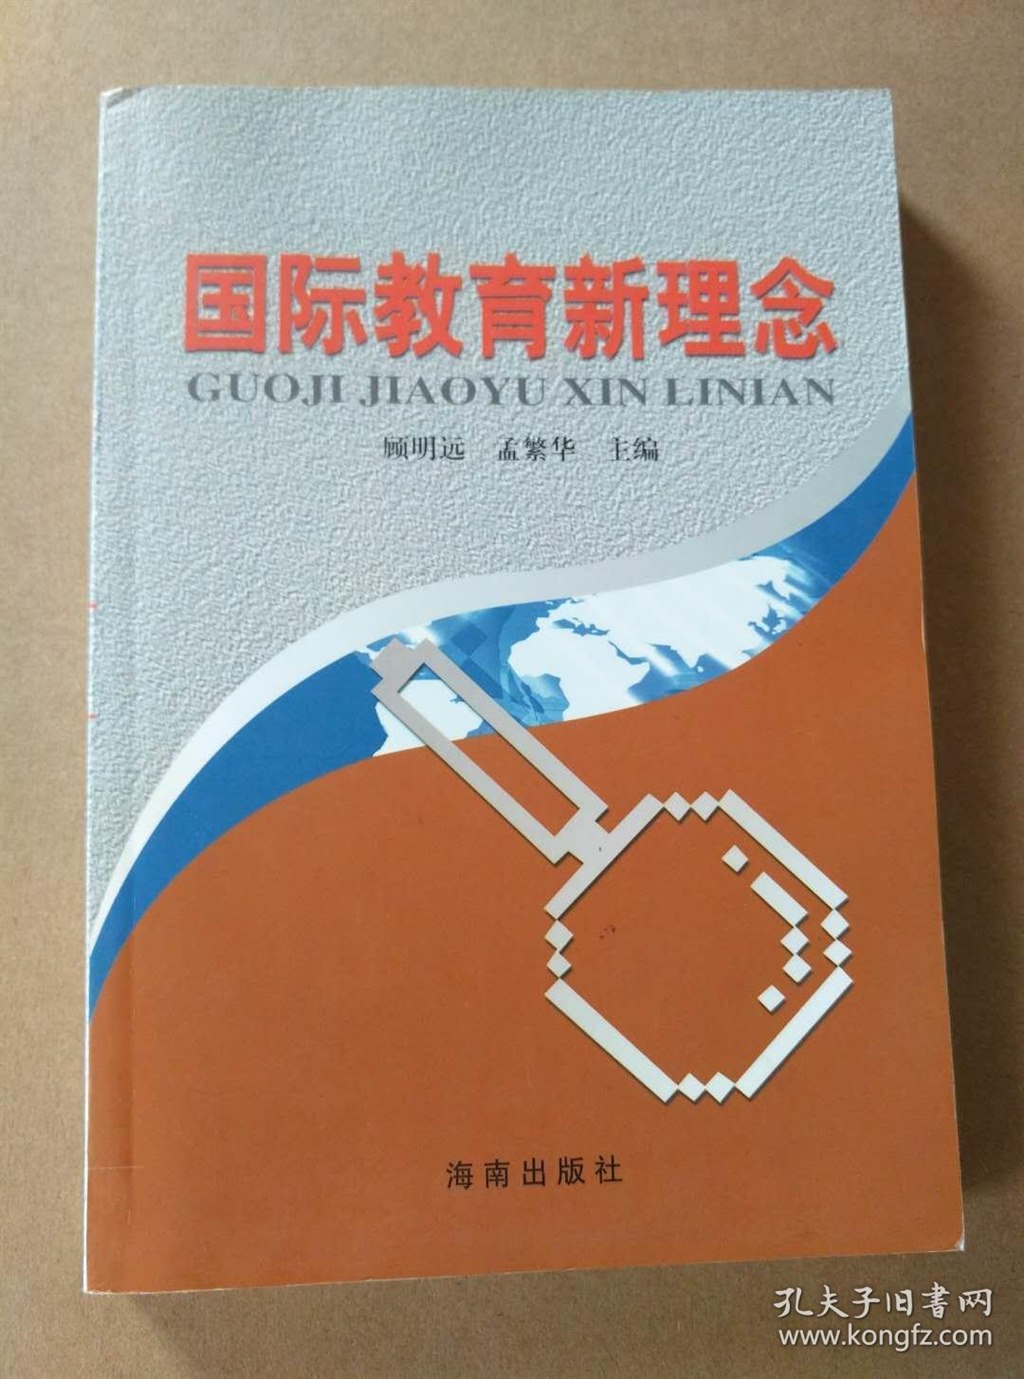 国际教育新理念
GUOJI JIAOYU XIN LINIAN
顾明远 孟繁华 主编
海南出版社
孔夫子旧书网
www.kongfz.com